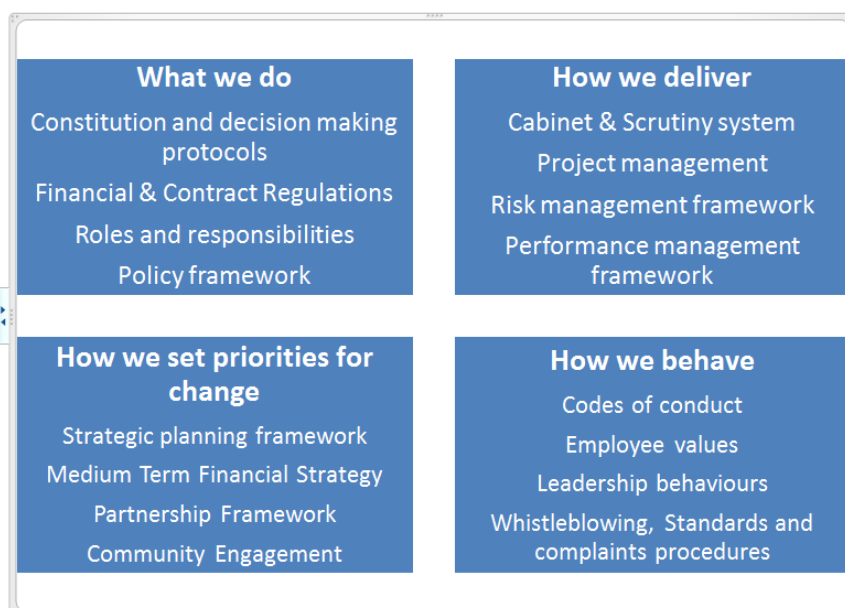 What we do
Constitution and decision making
protocols
Financial & Contract Regulations
Roles and responsibilities
Policy framework
How we deliver
Cabinet & Scrutiny system
Project management
Risk management framework
Performance management
framework
How we set priorities for
change
Strategic planning framework
Medium Term Financial Strategy
Partnership Framework
Community Engagement
How we behave
Codes of conduct
Employee values
Leadership behaviours
Whistleblowing, Standards and
complaints procedures